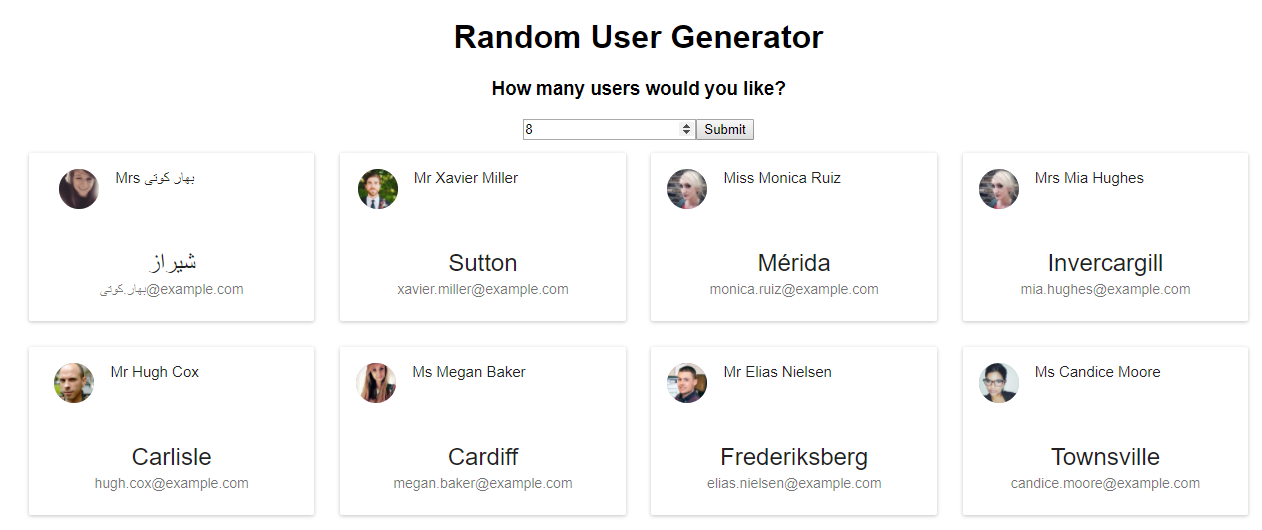 Random User Generator
How many users would you like?
8 Submit
Mrs بهار کوتی
شیراز
بهار.کوتی@example.com
Mr Xavier Miller
Sutton
xavier.miller@example.com
Miss Monica Ruiz
Mérida
monica.ruiz@example.com
Mrs Mia Hughes
Invercargill
mia.hughes@example.com
Mr Hugh Cox
Carlisle
hugh.cox@example.com
Ms Megan Baker
Cardiff
megan.baker@example.com
Mr Elias Nielsen
Frederiksberg
elias.nielsen@example.com
Ms Candice Moore
Townsville
candice.moore@example.com